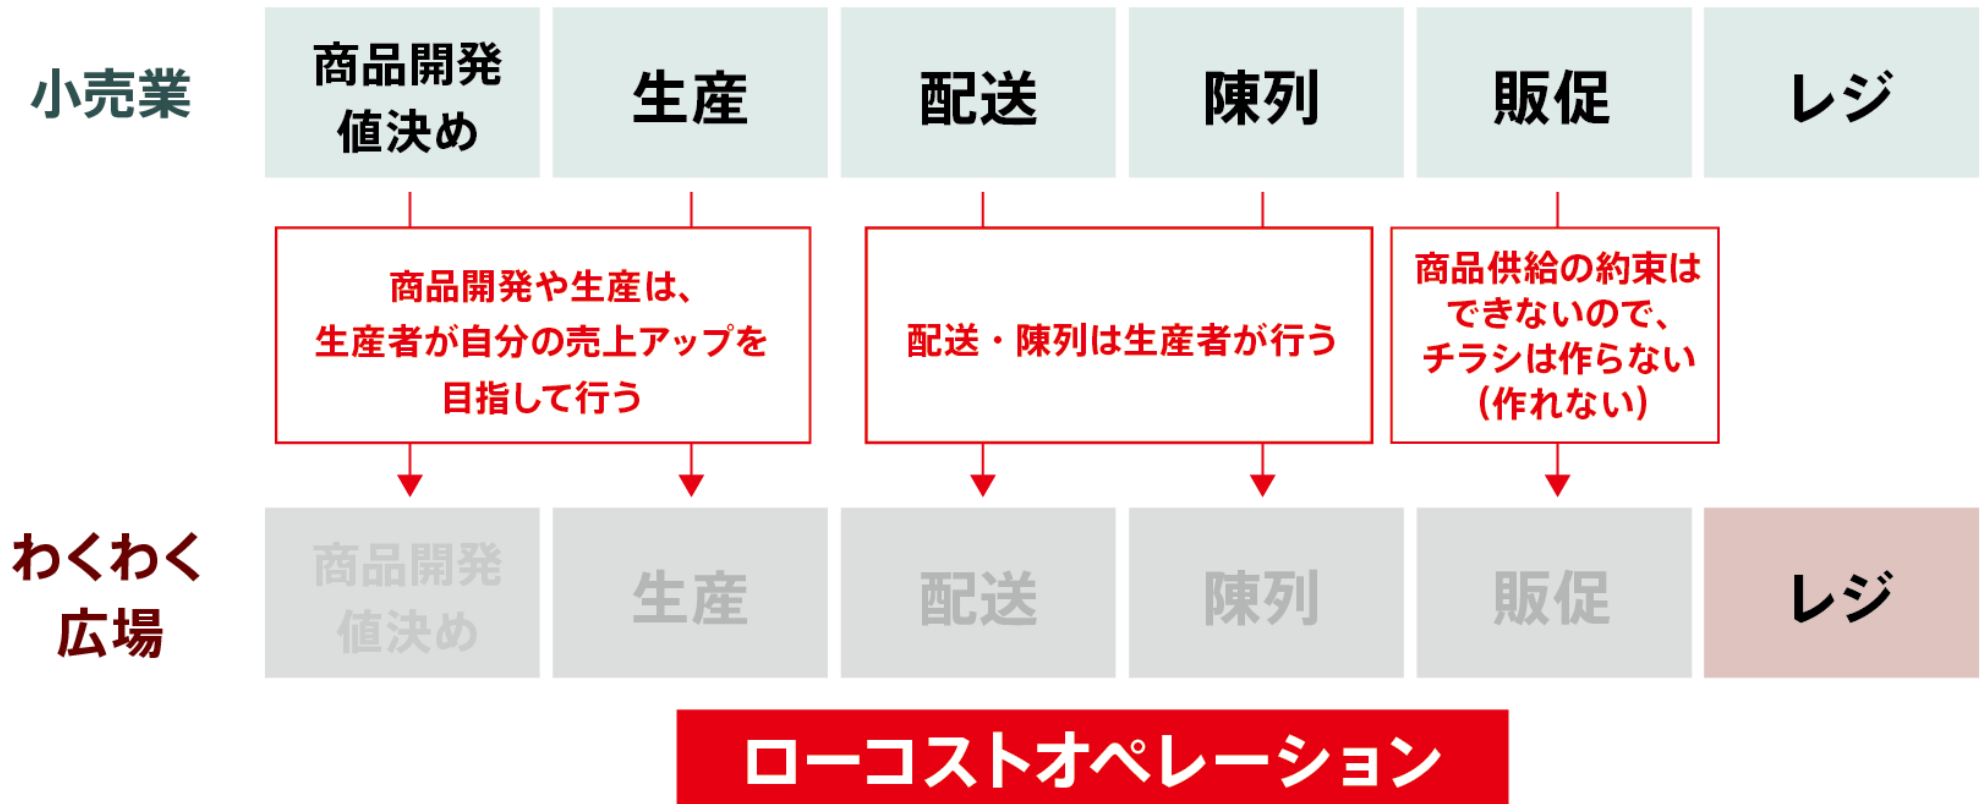 小売業
商品開発
値決め
生産
配送
陳列
販促
レジ
商品開発や生産は、
生産者が自分の売上アップを
目指して行う
配送・陳列は生産者が行う
商品供給の約束は
できないので、
チラシは作らない
(作れない)
わくわく
広場
商品開発
値決め
生産
配送
陳列
販促
レジ
ローコストオペレーション